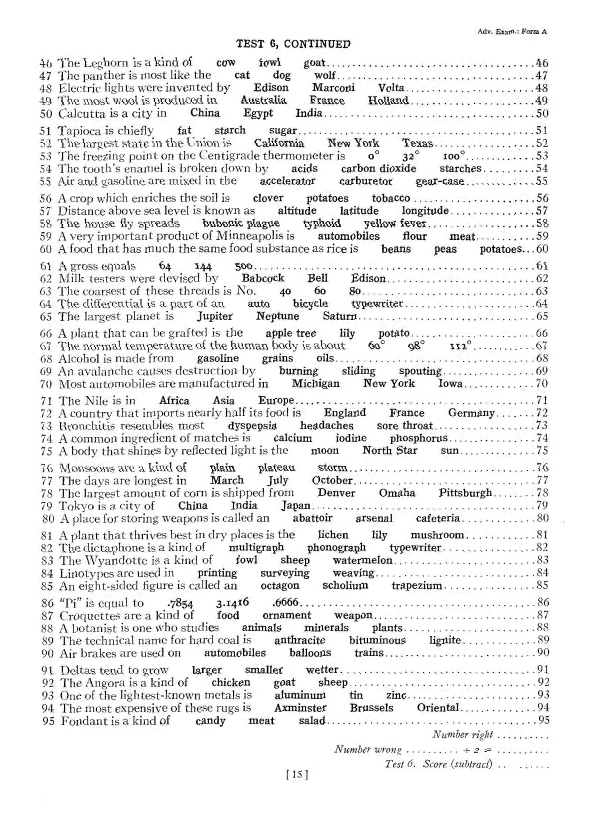 Adv. Exam.: Form A
TEST 6, CONTINUED
46 The Leghorn is a kind of cow fowl goat 46
47 The panther is most like the cat dog wolf 47
48 Electric lights were invented by Edison Marconi Volta 48
49 The most wool is produced in Australia France Holland 49
50 Calcutta is a city in China Egypt India 50
51 Tapioca is chiefly fat starch sugar 51
52 The largest state in the Union is California New York Texas 52
53 The freezing point on the Centigrade thermometer is 0° 32° 100° 53
54 The tooth's enamel is broken down by acids carbon dioxide starches 54
55 Air and gasoline are mixed in the accelerator carburetor gear-case 55
56 A crop which enriches the soil is clover potatoes tobacco 56
57 Distance above sea level is known as altitude latitude longitude 57
58 The house fly spreads bubonic plague typhoid yellow fever 58
59 A very important product of Minneapolis is automobiles flour meat 59
60 A food that has much the same food substance as rice is beans peas potatoes 60
61 A gross equals 64 144 500 61
62 Milk testers were devised by Babcock Bell Edison 62
63 The coarsest of these threads is No. 40 60 80 63
64 The differential is a part of an auto bicycle typewriter 64
65 The largest planet is Jupiter Neptune Saturn 65
66 A plant that can be grafted is the apple tree lily potato 66
67 The normal temperature of the human body is about 60° 98° 112° 67
68 Alcohol is made from gasoline grains oils 68
69 An avalanche causes destruction by burning sliding spouting 69
70 Most automobiles are manufactured in Michigan New York Iowa 70
71 The Nile is in Africa Asia Europe 71
72 A country that imports nearly half its food is England France Germany 72
73 Bronchitis resembles most dyspepsia headaches sore throat 73
74 A common ingredient of matches is calcium iodine phosphorus 74
75 A body that shines by reflected light is the moon North Star sun 75
76 Monsoons are a kind of plain plateau storm 76
77 The days are longest in March July October 77
78 The largest amount of corn is shipped from Denver Omaha Pittsburgh 78
79 Tokyo is a city of China India Japan 79
80 A place for storing weapons is called an abattoir arsenal cafeteria 80
81 A plant that thrives best in dry places is the lichen lily mushroom 81
82 The dictaphone is a kind of multigraph phonograph typewriter 82
83 The Wyandotte is a kind of fowl sheep watermelon 83
84 Linotypes are used in printing surveying weaving 84
85 An eight-sided figure is called an octagon scholium trapezium 85
86 "Pi" is equal to .7854 3.1416 .6666 86
87 Croquettes are a kind of food ornament weapon 87
88 A botanist is one who studies animals minerals plants 88
89 The technical name for hard coal is anthracite bituminous lignite 89
90 Air brakes are used on automobiles balloons trains 90
91 Deltas tend to grow larger smaller wetter 91
92 The Angora is a kind of chicken goat sheep 92
93 One of the lightest-known metals is aluminum tin zinc 93
94 The most expensive of these rugs is Axminster Brussels Oriental 94
95 Fondant is a kind of candy meat salad 95
Number right ..........
Number wrong .......... ÷ 2 = ..........
Test 6. Score (subtract) .. ......
[ 15 ]